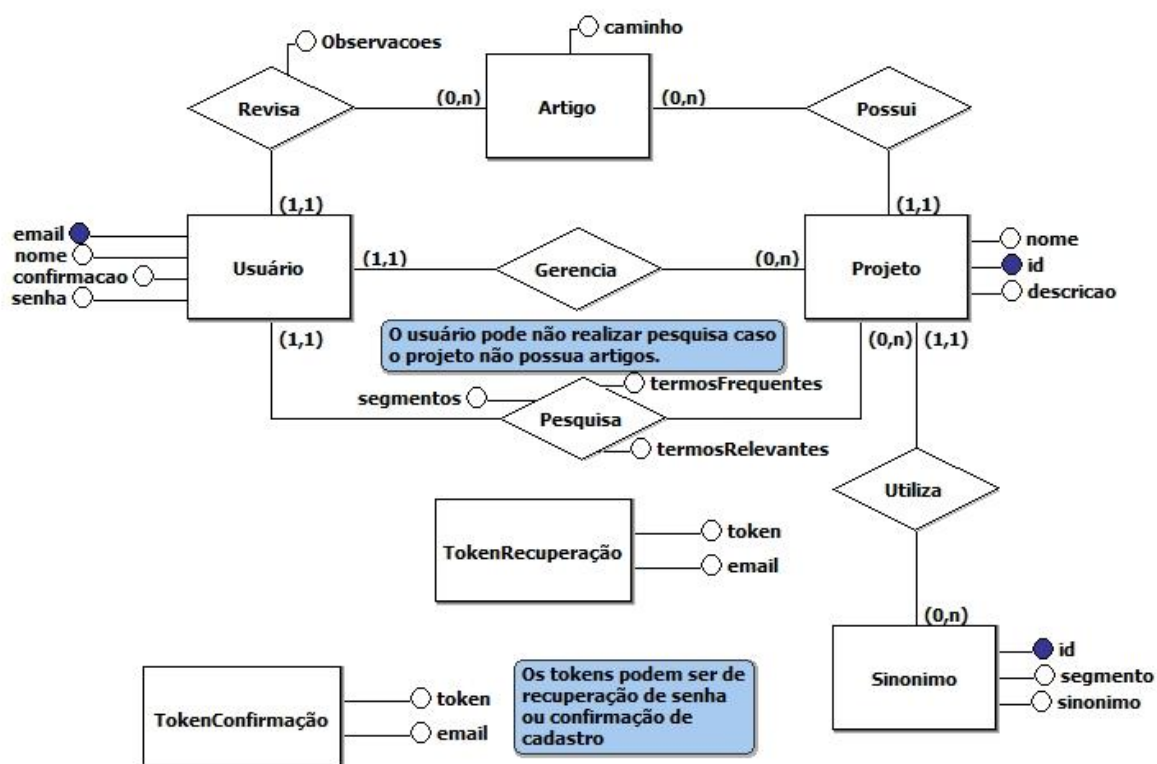 caminho
Observacoes
Revisa
(0,n)
Artigo
(0,n)
Possui
(1,1)
(1,1)
email
nome
confirmacao
senha
Usuário
(1,1)
Gerencia
(0,n)
Projeto
nome
id
descricao
(1,1)
O usuário pode não realizar pesquisa caso
o projeto não possua artigos.
(0,n)
(1,1)
segmentos
termosFrequentes
Pesquisa
termosRelevantes
Utiliza
TokenRecuperação
token
email
(0,n)
Sinonimo
id
segmento
sinonimo
TokenConfirmação
token
email
Os tokens podem ser de
recuperação de senha
ou confirmação de
cadastro